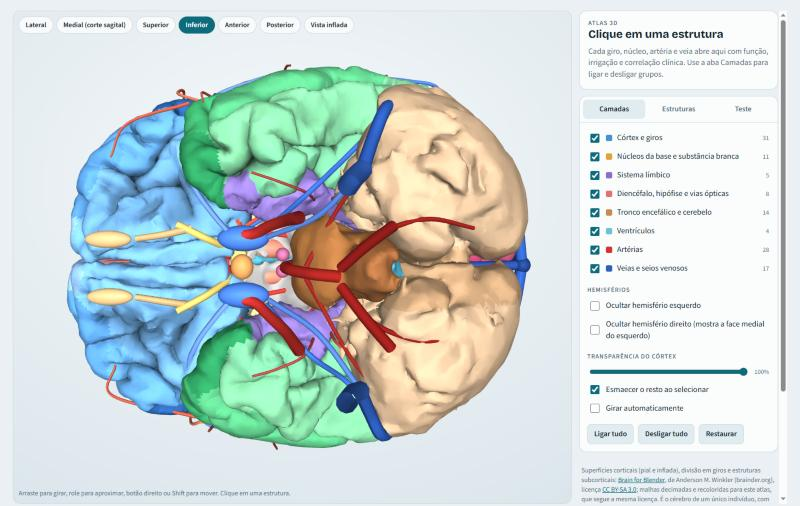 Lateral
Medial (corte sagital)
Superior
Inferior
Anterior
Posterior
Vista inflada
Arraste para girar, role para aproximar, botão direito ou Shift para mover. Clique em uma estrutura.
ATLAS 3D
Clique em uma estrutura
Cada giro, núcleo, artéria e veia abre aqui com função,
irrigação e correlação clínica. Use a aba Camadas para
ligar e desligar grupos.
Camadas
Estruturas
Teste
Córtex e giros 31
Núcleos da base e substância branca 11
Sistema límbico 5
Diencéfalo, hipófise e vias ópticas 8
Tronco encefálico e cerebelo 14
Ventrículos 4
Artérias 28
Veias e seios venosos 17
HEMISFÉRIOS
Ocultar hemisfério esquerdo
Ocultar hemisfério direito (mostra a face medial
do esquerdo)
TRANSPARÊNCIA DO CÓRTEX
100%
Esmaecer o resto ao selecionar
Girar automaticamente
Ligar tudo
Desligar tudo
Restaurar
Superfícies corticais (pial e inflada), divisão em giros e estruturas
subcorticais: Brain for Blender, de Anderson M. Winkler (brainder.org),
licença CC BY-SA 3.0; malhas decimadas e recoloridas para este atlas,
que segue a mesma licença. É o cérebro de um único indivíduo, com